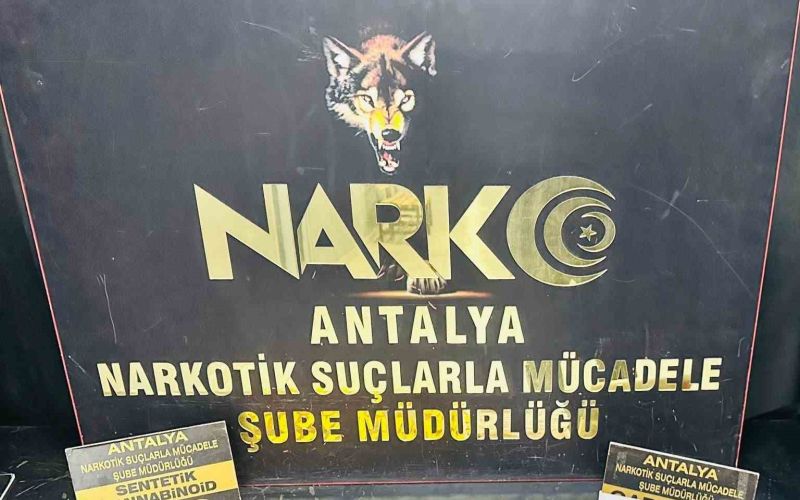 NARKO
ANTALYA
NARKOTİK SUÇLARLA MÜCADELE
ŞUBE MÜDÜRLÜĞÜ
ANTALYA
NARKOTİK SUÇLARLA MÜCADELE
ŞUBE MÜDÜRLÜĞÜ
SENTETİK
ANTALYA
NARKOTİK SUÇLARLA MÜCADELE
ŞUBE MÜDÜRLÜĞÜ